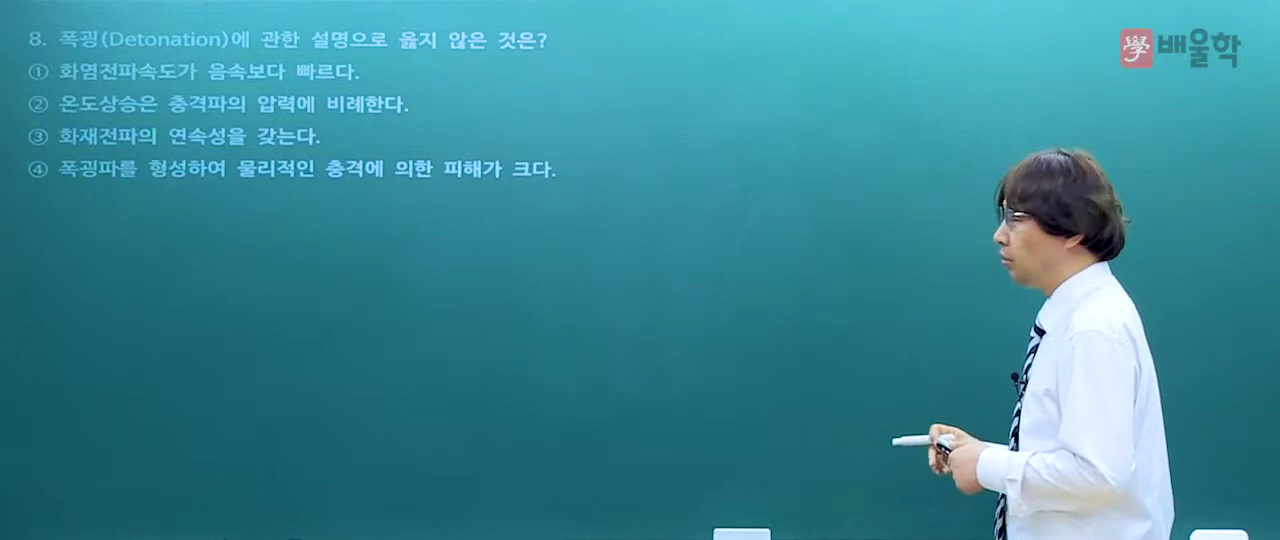 8. 폭굉(Detonation)에 관한 설명으로 옳지 않은 것은?
① 화염전파속도가 음속보다 빠르다.
② 온도상승은 충격파의 압력에 비례한다.
③ 화재전파의 연속성을 갖는다.
④ 폭굉파를 형성하여 물리적인 충격에 의한 피해가 크다.
學 배울학